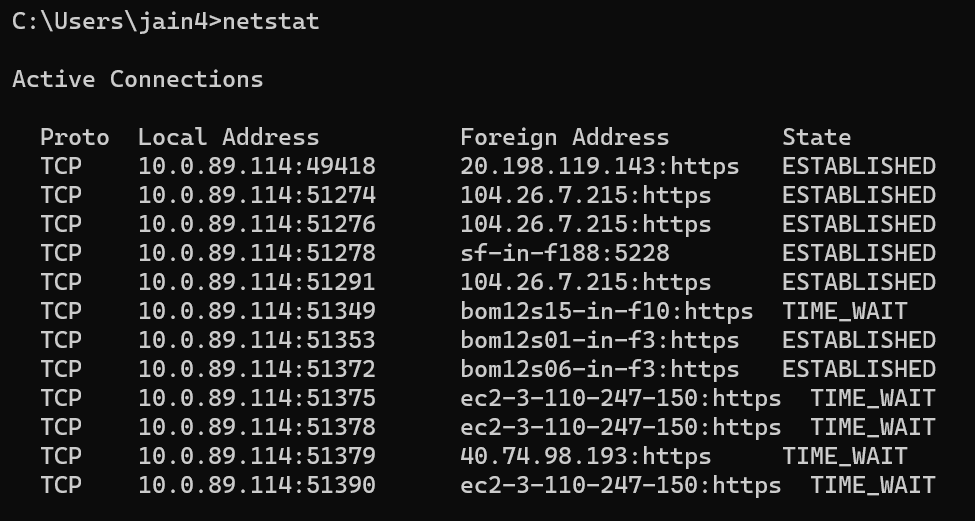 C:\Users\jain4>netstat
Active Connections
Proto  Local Address          Foreign Address        State
TCP    10.0.89.114:49418      20.198.119.143:https   ESTABLISHED
TCP    10.0.89.114:51274      104.26.7.215:https     ESTABLISHED
TCP    10.0.89.114:51276      104.26.7.215:https     ESTABLISHED
TCP    10.0.89.114:51278      sf-in-f188:5228        ESTABLISHED
TCP    10.0.89.114:51291      104.26.7.215:https     ESTABLISHED
TCP    10.0.89.114:51349      bom12s15-in-f10:https  TIME_WAIT
TCP    10.0.89.114:51353      bom12s01-in-f3:https   ESTABLISHED
TCP    10.0.89.114:51372      bom12s06-in-f3:https   ESTABLISHED
TCP    10.0.89.114:51375      ec2-3-110-247-150:https  TIME_WAIT
TCP    10.0.89.114:51378      ec2-3-110-247-150:https  TIME_WAIT
TCP    10.0.89.114:51379      40.74.98.193:https     TIME_WAIT
TCP    10.0.89.114:51390      ec2-3-110-247-150:https  TIME_WAIT